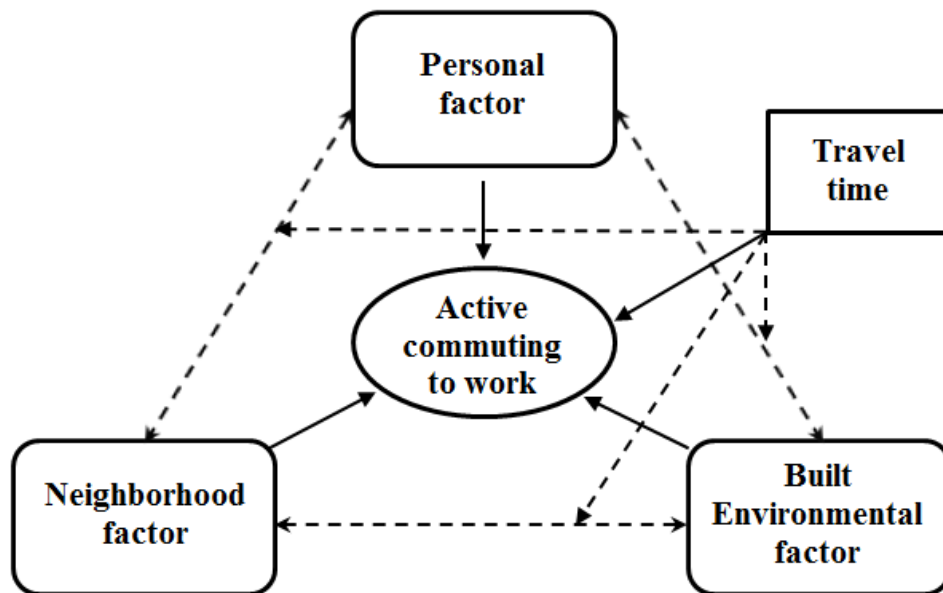 Personal
factor
Travel
time
Active
commuting
to work
Neighborhood
factor
Built
Environmental
factor